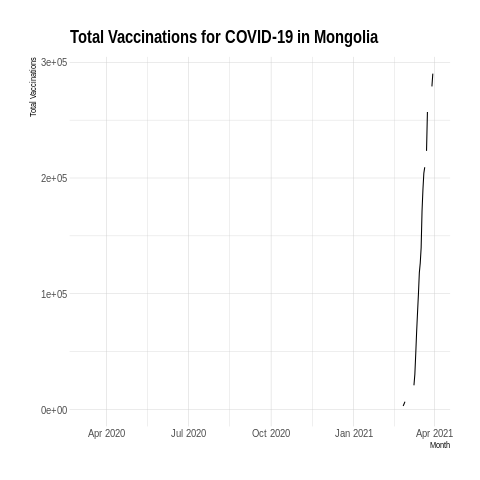 Total Vaccinations for COVID-19 in Mongolia
Total Vaccinations
3e+05
2e+05
1e+05
0e+00
Apr 2020 Jul 2020 Oct 2020 Jan 2021 Apr 2021
Month